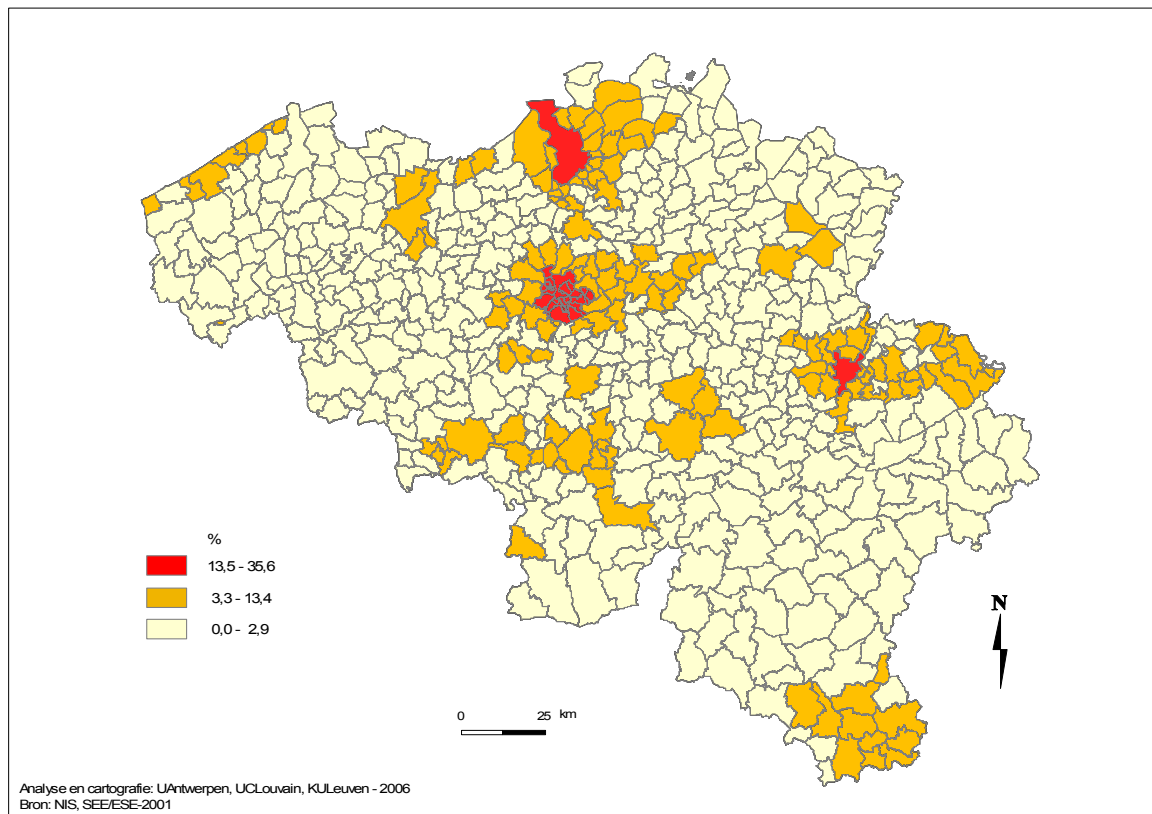 %
13,5 - 35,6
3,3 - 13,4
0,0 - 2,9
N
0 25 km
Analyse en cartografie: UAntwerpen, UCLouvain, KULeuven - 2006
Bron: NIS, SEE/ESE-2001